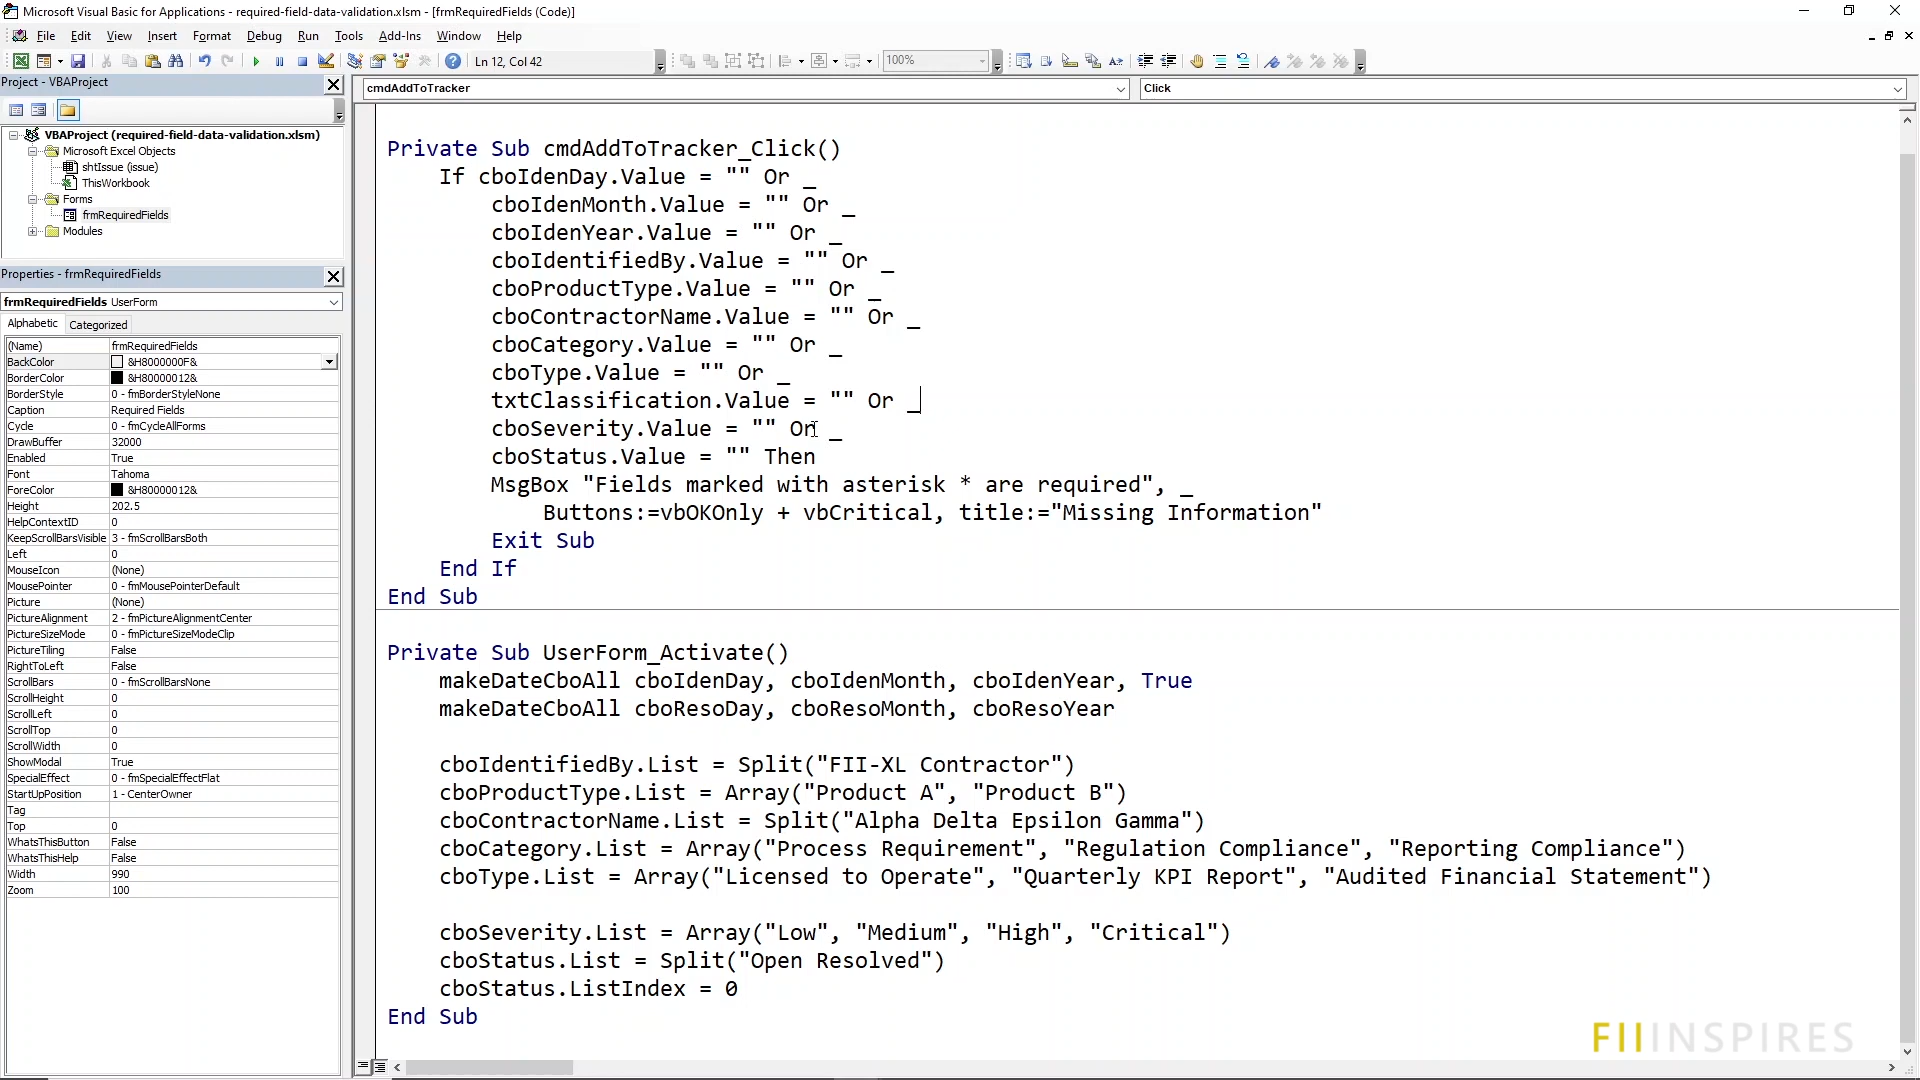 Microsoft Visual Basic for Applications - required-field-data-validation.xlsm - [frmRequiredFields (Code)]
File Edit View Insert Format Debug Run Tools Add-Ins Window Help
Ln 12, Col 42
100%
Project - VBAProject
cmdAddToTracker
Click
VBAProject (required-field-data-validation.xlsm)
Microsoft Excel Objects
shtIssue (issue)
ThisWorkbook
Forms
frmRequiredFields
Modules
Properties - frmRequiredFields
frmRequiredFields UserForm
Alphabetic Categorized
(Name) frmRequiredFields
BackColor &H8000000F&
BorderColor &H80000012&
BorderStyle 0 - fmBorderStyleNone
Caption Required Fields
Cycle 0 - fmCycleAllForms
DrawBuffer 32000
Enabled True
Font Tahoma
ForeColor &H80000012&
Height 202.5
HelpContextID 0
KeepScrollBarsVisible 3 - fmScrollBarsBoth
Left 0
MouseIcon (None)
MousePointer 0 - fmMousePointerDefault
Picture (None)
PictureAlignment 2 - fmPictureAlignmentCenter
PictureSizeMode 0 - fmPictureSizeModeClip
PictureTiling False
RightToLeft False
ScrollBars 0 - fmScrollBarsNone
ScrollHeight 0
ScrollLeft 0
ScrollTop 0
ScrollWidth 0
ShowModal True
SpecialEffect 0 - fmSpecialEffectFlat
StartUpPosition 1 - CenterOwner
Tag
Top 0
WhatsThisButton False
WhatsThisHelp False
Width 990
Zoom 100
Private Sub cmdAddToTracker_Click()
If cboIdenDay.Value = "" Or _
cboIdenMonth.Value = "" Or _
cboIdenYear.Value = "" Or _
cboIdentifiedBy.Value = "" Or _
cboProductType.Value = "" Or _
cboContractorName.Value = "" Or _
cboCategory.Value = "" Or _
cboType.Value = "" Or _
txtClassification.Value = "" Or _
cboSeverity.Value = "" Or _
cboStatus.Value = "" Then
MsgBox "Fields marked with asterisk * are required", _
Buttons:=vbOKOnly + vbCritical, title:="Missing Information"
Exit Sub
End If
End Sub
Private Sub UserForm_Activate()
makeDateCboAll cboIdenDay, cboIdenMonth, cboIdenYear, True
makeDateCboAll cboResoDay, cboResoMonth, cboResoYear
cboIdentifiedBy.List = Split("FII-XL Contractor")
cboProductType.List = Array("Product A", "Product B")
cboContractorName.List = Split("Alpha Delta Epsilon Gamma")
cboCategory.List = Array("Process Requirement", "Regulation Compliance", "Reporting Compliance")
cboType.List = Array("Licensed to Operate", "Quarterly KPI Report", "Audited Financial Statement")
cboSeverity.List = Array("Low", "Medium", "High", "Critical")
cboStatus.List = Split("Open Resolved")
cboStatus.ListIndex = 0
End Sub
FIIINSPIRES